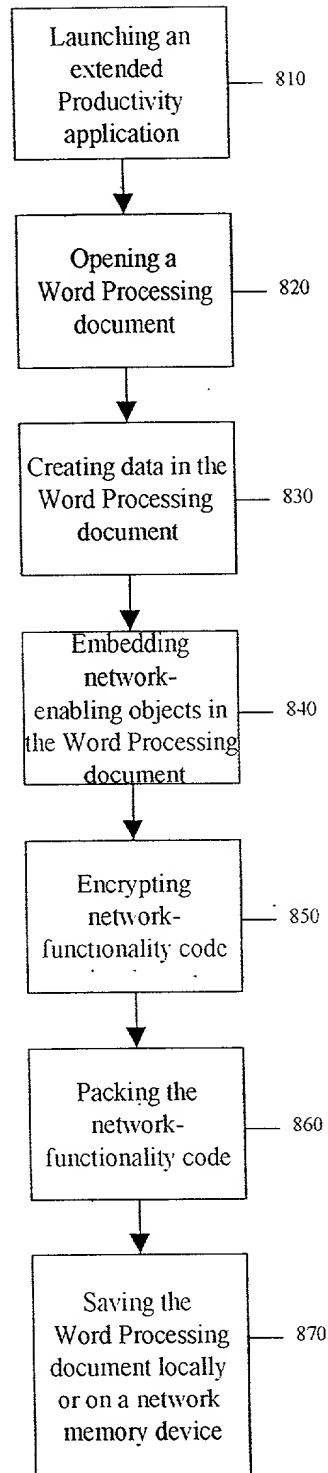 Launching an
extended
Productivity
application
810
Opening a
Word Processing
document
820
Creating data in the
Word Processing
document
830
Embedding
network-
enabling objects in
the Word Processing
document
840
Encrypting
network-
functionality code
850
Packing the
network-
functionality code
860
Saving the
Word Processing
document locally
or on a network
memory device
870